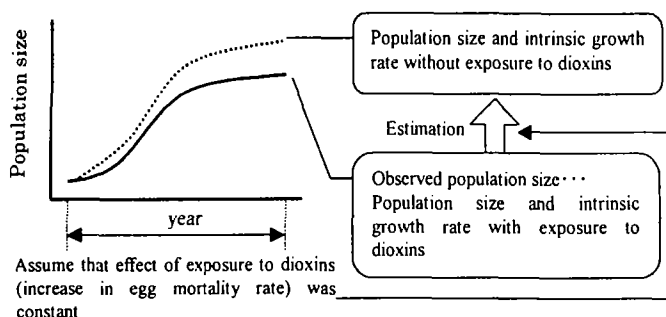 Population size
Population size and intrinsic growth
rate without exposure to dioxins
Estimation
Observed population size···
Population size and intrinsic
growth rate with exposure to
dioxins
year
Assume that effect of exposure to dioxins
(increase in egg mortality rate) was
constant